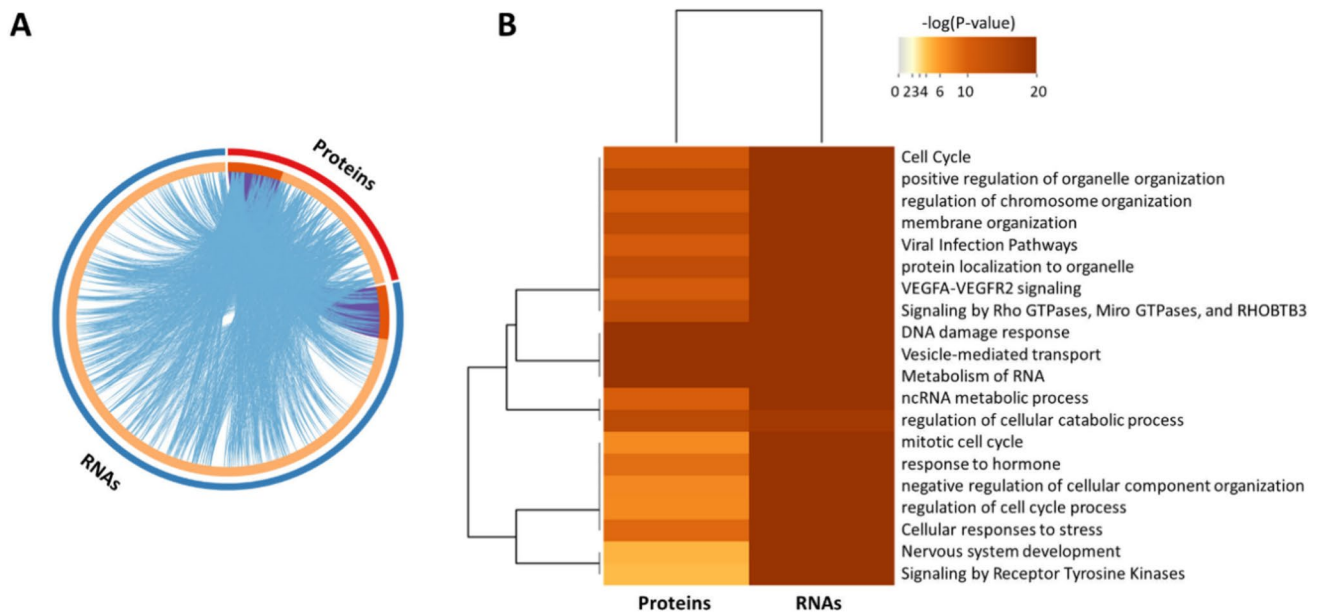 A
B
-log(P-value)
0 234 6 10 20
Proteins
RNAs
Cell Cycle
positive regulation of organelle organization
regulation of chromosome organization
membrane organization
Viral Infection Pathways
protein localization to organelle
VEGFA-VEGFR2 signaling
Signaling by Rho GTPases, Miro GTPases, and RHOBTB3
DNA damage response
Vesicle-mediated transport
Metabolism of RNA
ncRNA metabolic process
regulation of cellular catabolic process
mitotic cell cycle
response to hormone
negative regulation of cellular component organization
regulation of cell cycle process
Cellular responses to stress
Nervous system development
Signaling by Receptor Tyrosine Kinases
Proteins RNAs